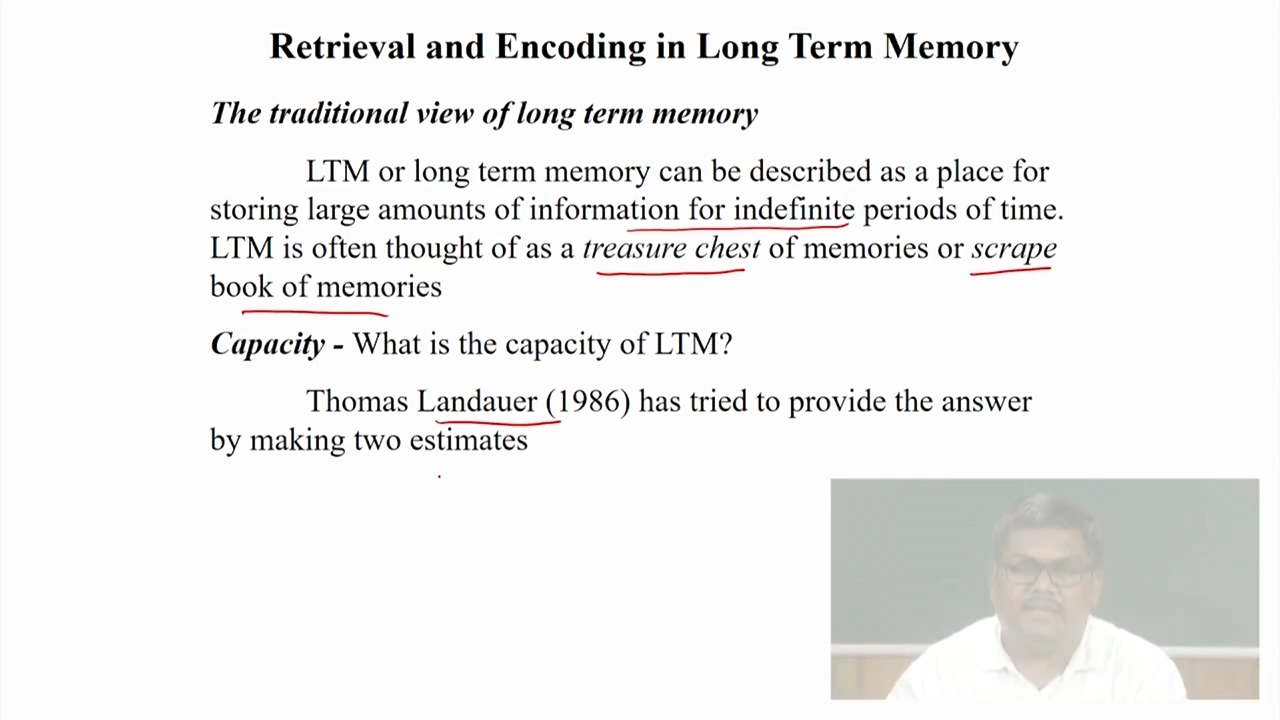 Retrieval and Encoding in Long Term Memory
The traditional view of long term memory
LTM or long term memory can be described as a place for
storing large amounts of information for indefinite periods of time.
LTM is often thought of as a treasure chest of memories or scrape
book of memories
Capacity - What is the capacity of LTM?
Thomas Landauer (1986) has tried to provide the answer
by making two estimates